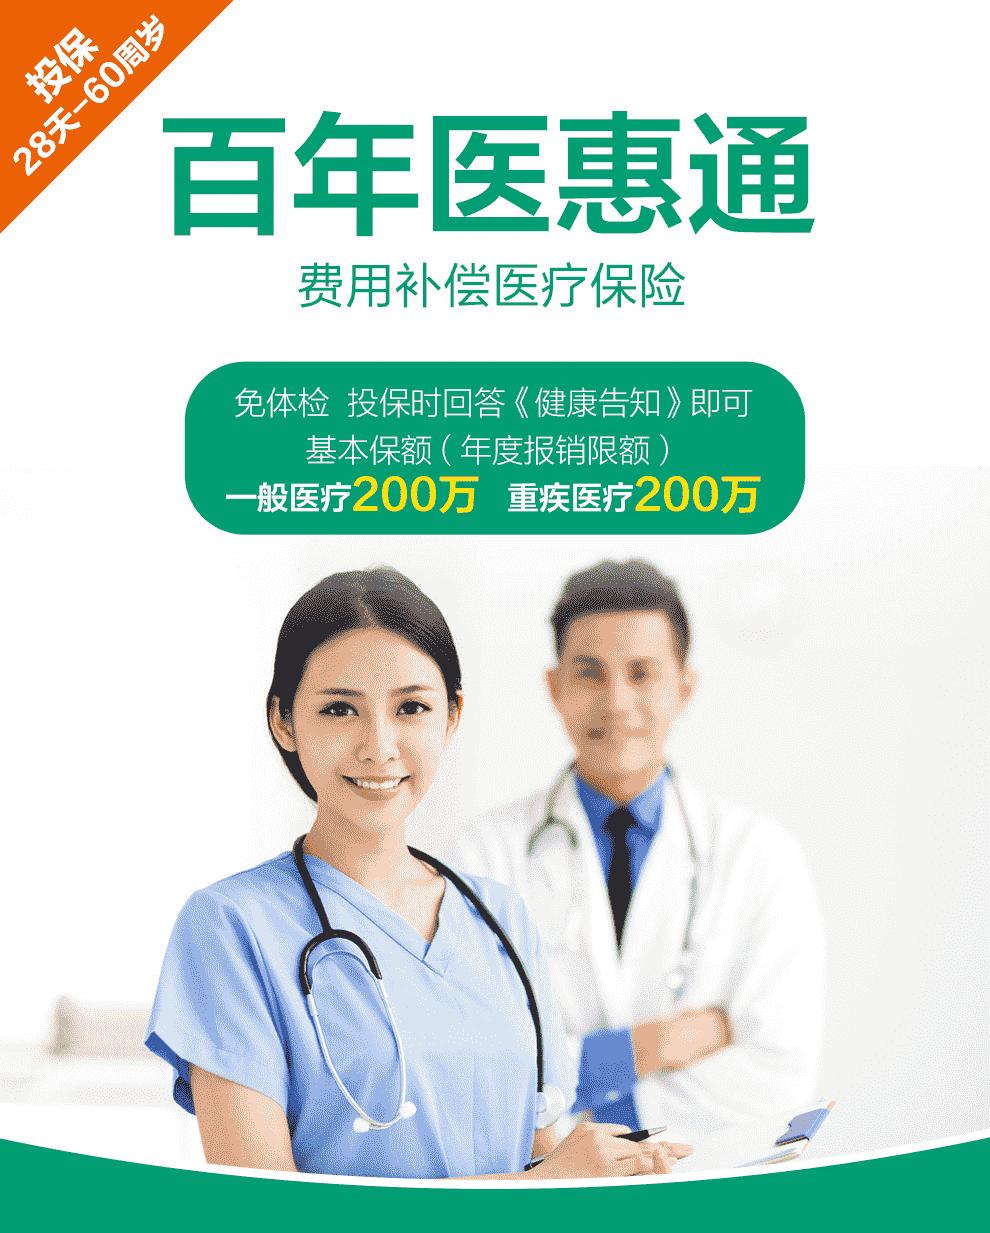 投保
28天-60周岁
百年医惠通
费用补偿医疗保险
免体检 投保时回答《健康告知》即可
基本保额（年度报销限额）
一般医疗200万 重疾医疗200万